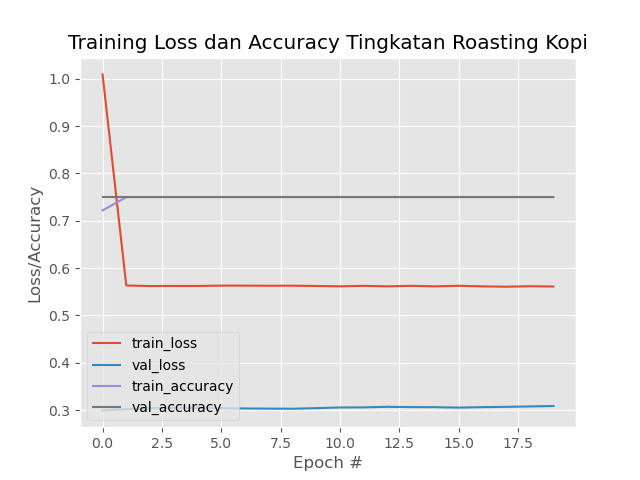 Training Loss dan Accuracy Tingkatan Roasting Kopi
1.0
0.9
0.8
0.7
0.6
0.5
0.4
0.3
Loss/Accuracy
train_loss
val_loss
train_accuracy
val_accuracy
0.0 2.5 5.0 7.5 10.0 12.5 15.0 17.5
Epoch #